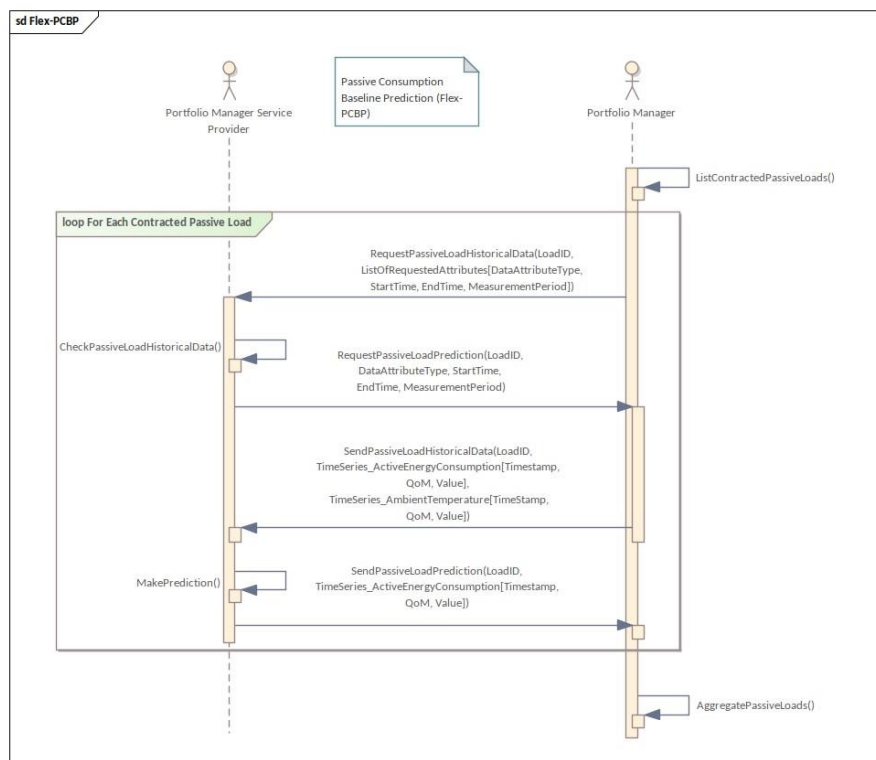 sd Flex-PCBP
Passive Consumption
Baseline Prediction (Flex-
PCBP)
Portfolio Manager Service
Provider
Portfolio Manager
ListContractedPassiveLoads()
loop For Each Contracted Passive Load
RequestPassiveLoadHistoricalData(LoadID,
ListOfRequestedAttributes[DataAttributeType,
StartTime, EndTime, MeasurementPeriod])
CheckPassiveLoadHistoricalData()
RequestPassiveLoadPrediction(LoadID,
DataAttributeType, StartTime,
EndTime, MeasurementPeriod)
SendPassiveLoadHistoricalData(LoadID,
TimeSeries_ActiveEnergyConsumption[Timestamp,
QoM, Value],
TimeSeries_AmbientTemperature[TimeStamp,
QoM, Value])
MakePrediction()
SendPassiveLoadPrediction(LoadID,
TimeSeries_ActiveEnergyConsumption[Timestamp,
QoM, Value])
AggregatePassiveLoads()